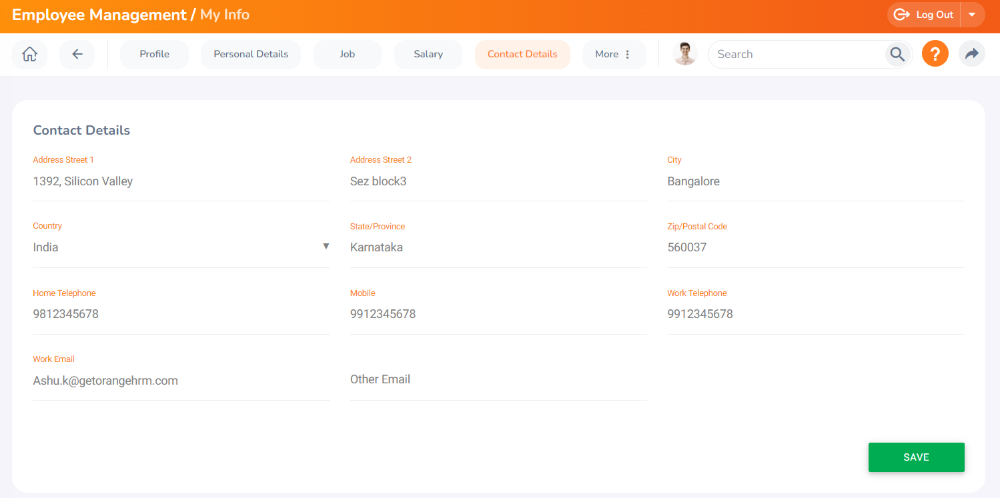 Employee Management / My Info
Log Out
Profile Personal Details Job Salary Contact Details More Search ?
Contact Details
Address Street 1 Address Street 2 City
1392, Silicon Valley Sez block3 Bangalore
Country State/Province Zip/Postal Code
India Karnataka 560037
Home Telephone Mobile Work Telephone
9812345678 9912345678 9912345678
Work Email
Ashu.k@getorangehrm.com Other Email
SAVE